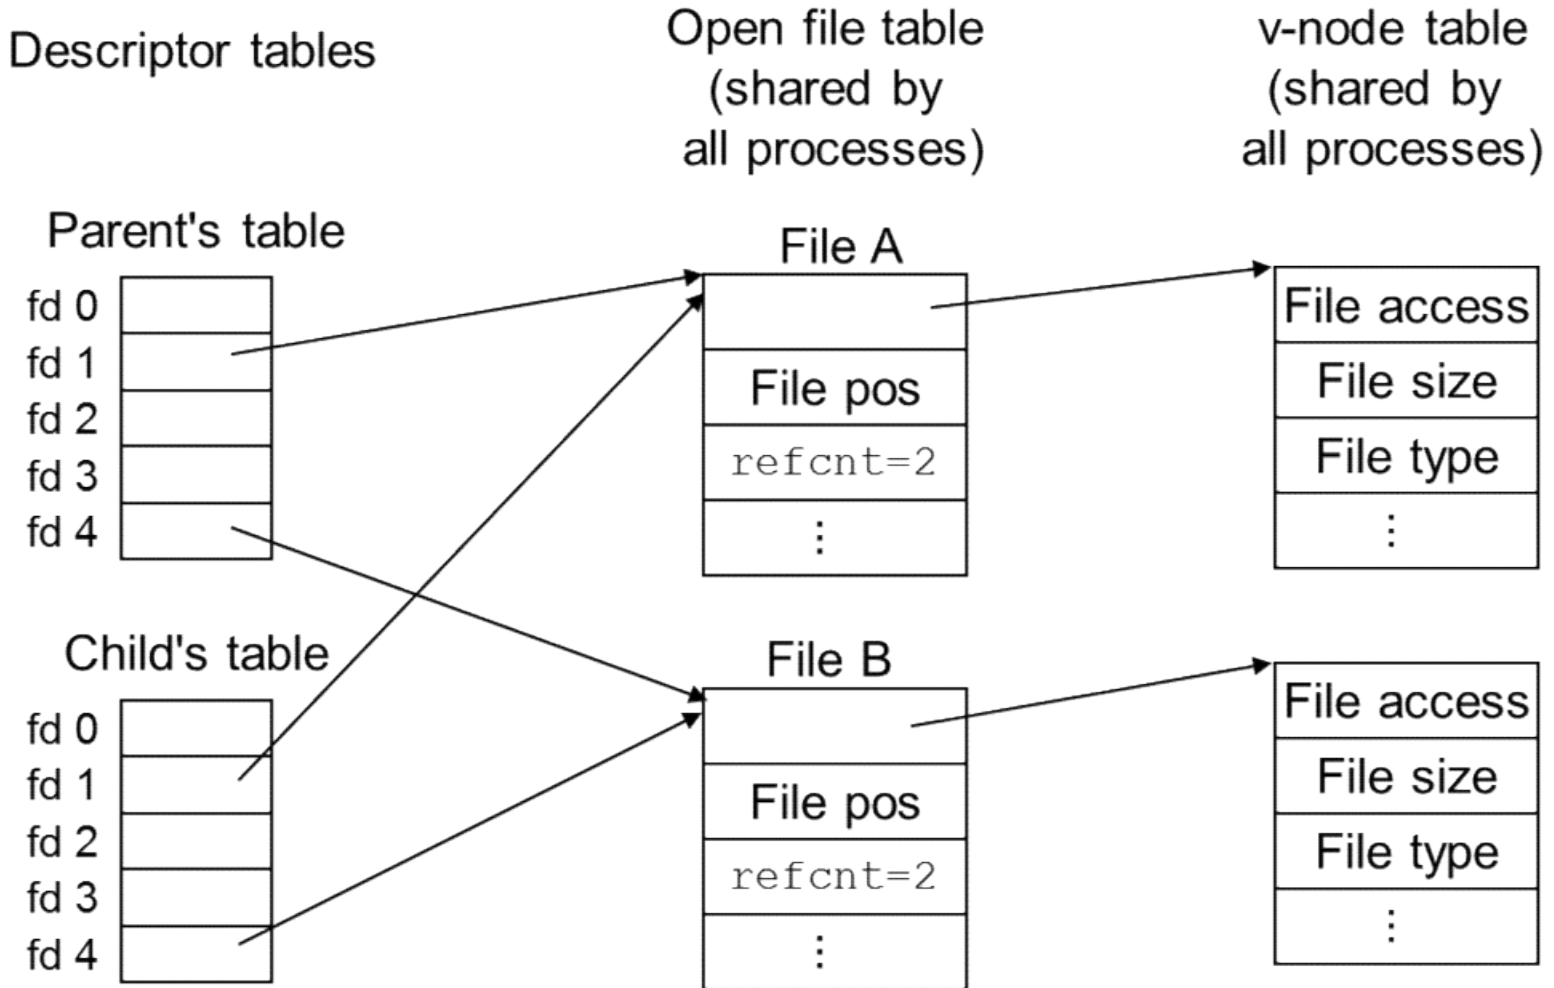 Descriptor tables
Open file table
(shared by
all processes)
v-node table
(shared by
all processes)
Parent's table
fd 0
fd 1
fd 2
fd 3
fd 4
File A
File pos
refcnt=2
⋮
File access
File size
File type
⋮
Child's table
fd 0
fd 1
fd 2
fd 3
fd 4
File B
File pos
refcnt=2
⋮
File access
File size
File type
⋮